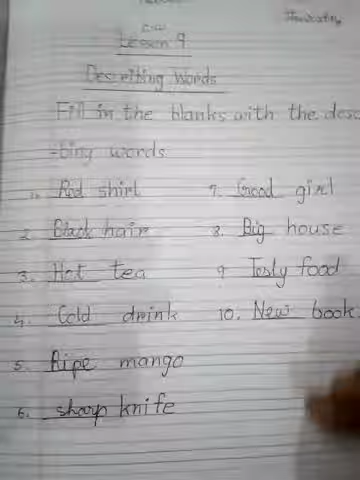 C.W
Lesson 9
Describing Words
Fill in the blanks with the desc
-bing words
1. Red shirt
2. Black hair
3. Hot tea
4. Cold drink
5. Ripe mango
6. sharp knife
7. Good girl
8. Big house
9 Tasty food
10. New book